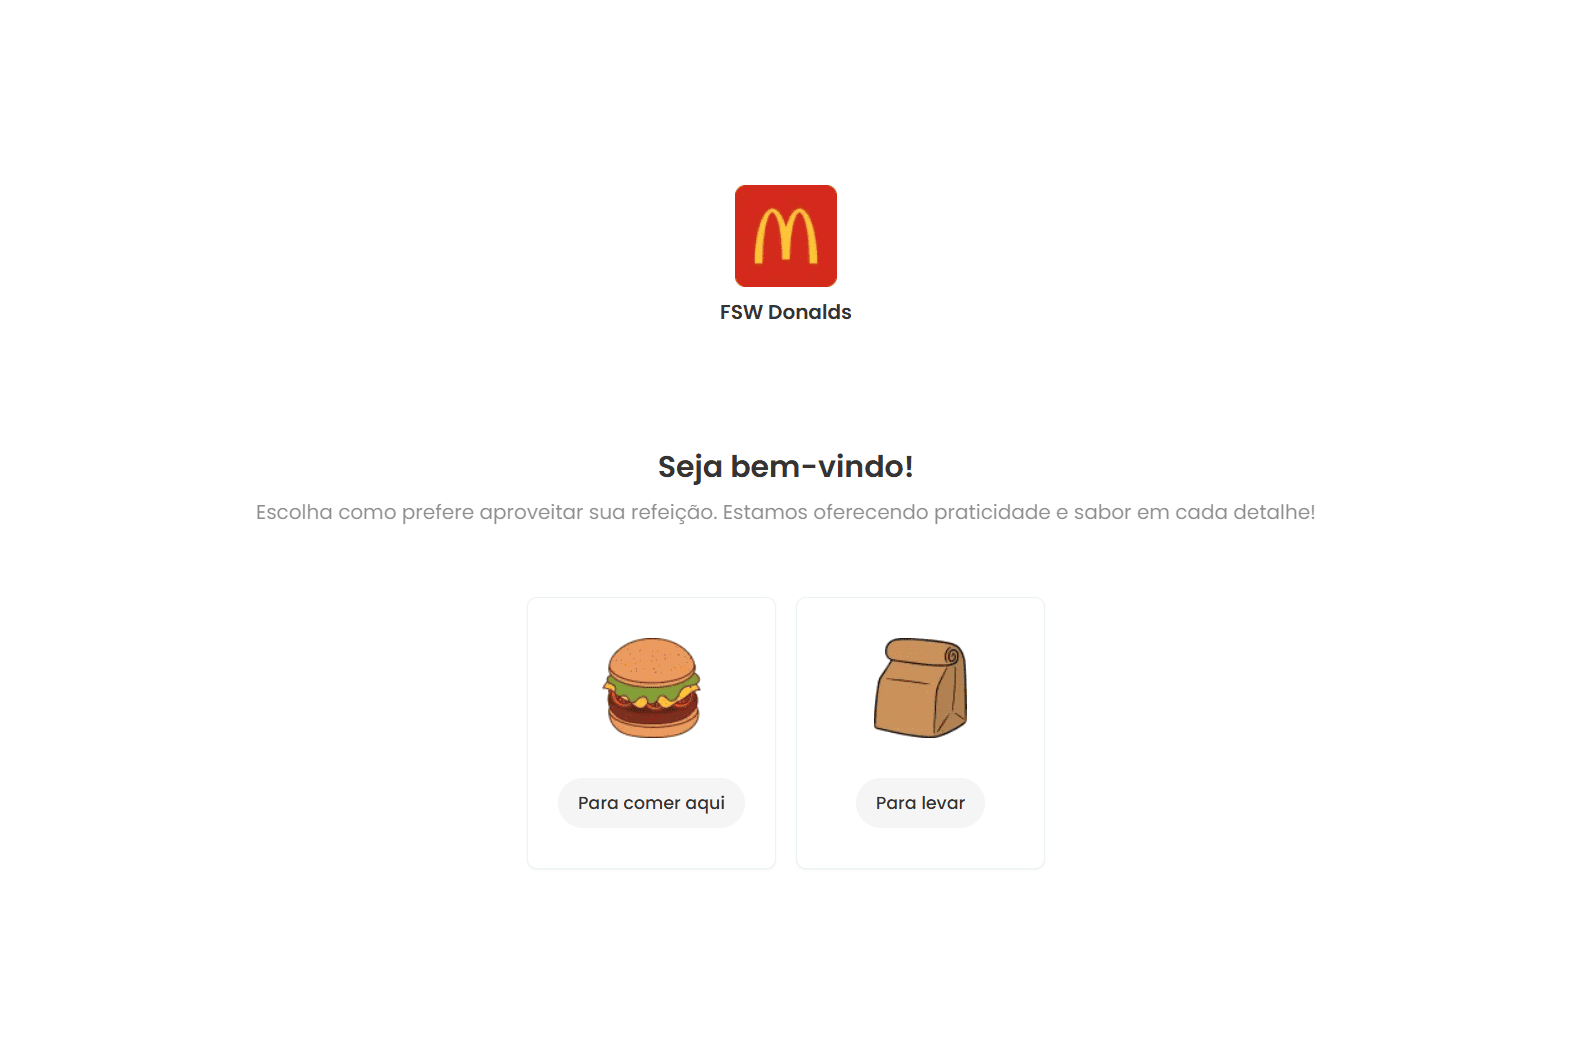 FSW Donalds
Seja bem-vindo!
Escolha como prefere aproveitar sua refeição. Estamos oferecendo praticidade e sabor em cada detalhe!
Para comer aqui
Para levar